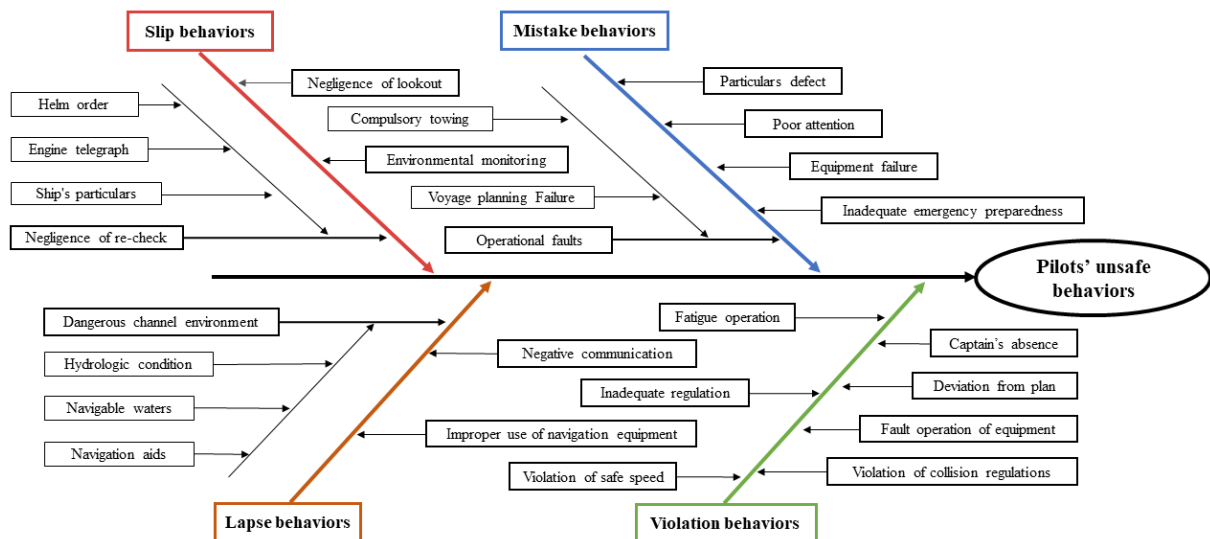 Slip behaviors
Mistake behaviors
Negligence of lookout
Particulars defect
Helm order
Compulsory towing
Poor attention
Engine telegraph
Environmental monitoring
Equipment failure
Ship's particulars
Voyage planning Failure
Inadequate emergency preparedness
Negligence of re-check
Operational faults
Pilots' unsafe
behaviors
Dangerous channel environment
Fatigue operation
Hydrologic condition
Negative communication
Captain's absence
Navigable waters
Inadequate regulation
Deviation from plan
Navigation aids
Improper use of navigation equipment
Fault operation of equipment
Violation of safe speed
Violation of collision regulations
Lapse behaviors
Violation behaviors